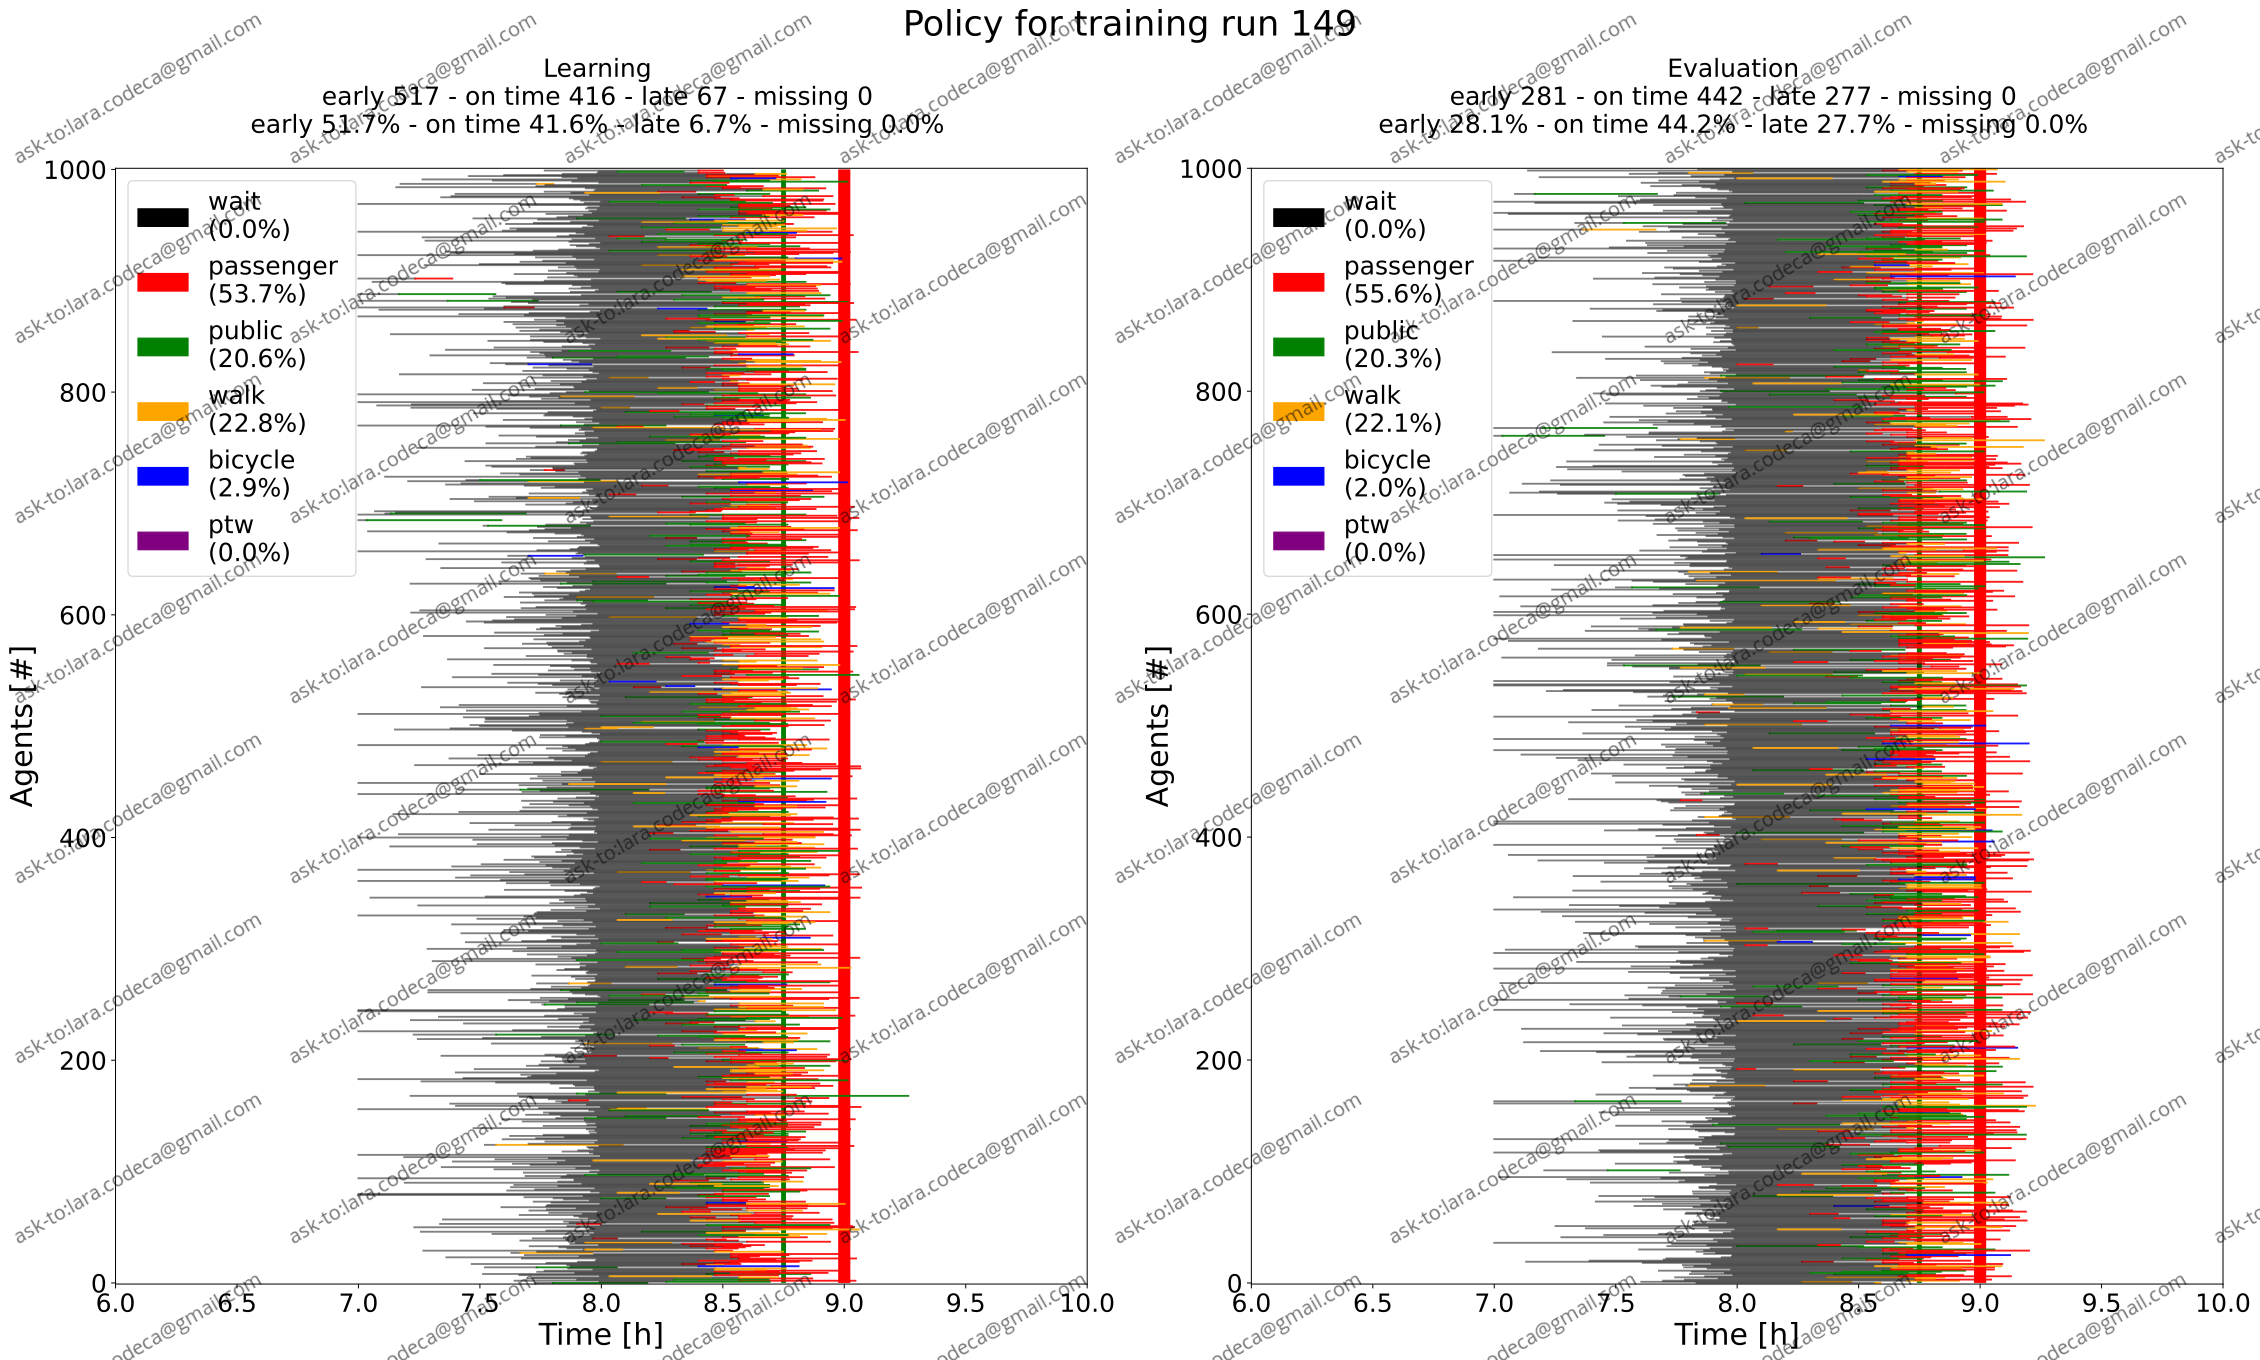 Policy for training run 149
Learning
early 517 - on time 416 - late 67 - missing 0
early 51.7% - on time 41.6% - late 6.7% - missing 0.0%
Evaluation
early 281 - on time 442 - late 277 - missing 0
early 28.1% - on time 44.2% - late 27.7% - missing 0.0%
Agents [#]
1000
800
600
400
200
0
wait
(0.0%)
passenger
(53.7%)
public
(20.6%)
walk
(22.8%)
bicycle
(2.9%)
ptw
(0.0%)
6.0 6.5 7.0 7.5 8.0 8.5 9.0 9.5 10.0
Time [h]
Agents [#]
1000
800
600
400
200
0
wait
(0.0%)
passenger
(55.6%)
public
(20.3%)
walk
(22.1%)
bicycle
(2.0%)
ptw
(0.0%)
6.0 6.5 7.0 7.5 8.0 8.5 9.0 9.5 10.0
Time [h]
ask-to:lara.codeca@gmail.com